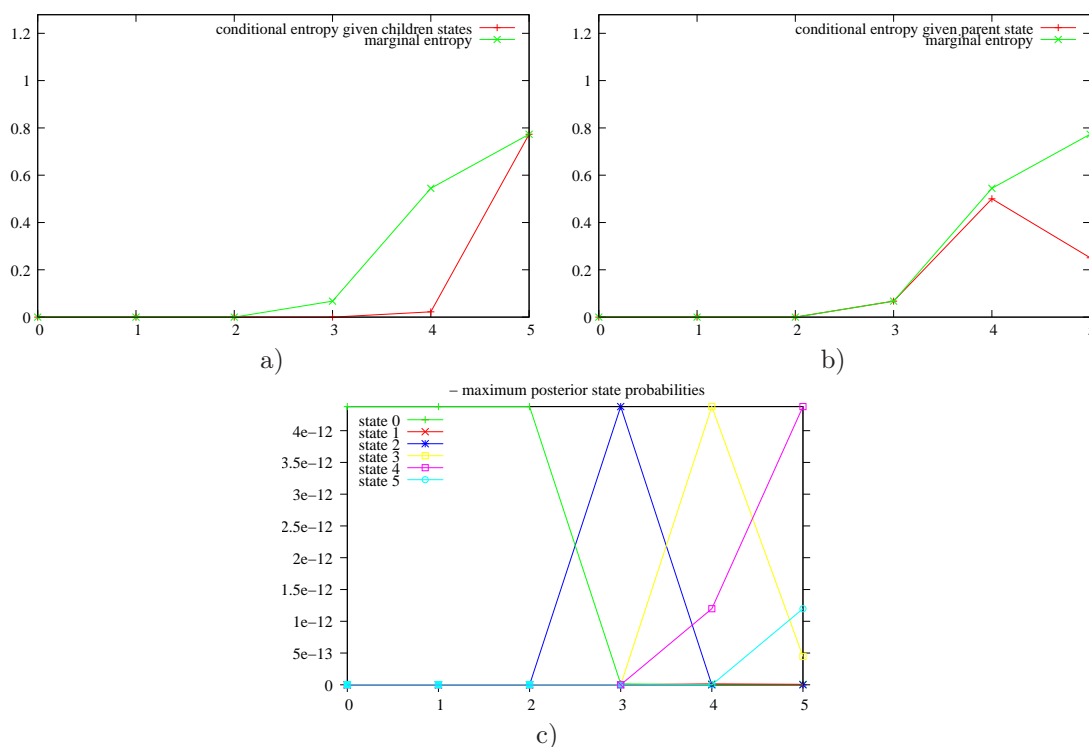 conditional entropy given children states
marginal entropy
1.2
1
0.8
0.6
0.4
0.2
0
0 1 2 3 4 5
a)
conditional entropy given parent state
marginal entropy
1.2
1
0.8
0.6
0.4
0.2
0
0 1 2 3 4 5
b)
− maximum posterior state probabilities
state 0
state 1
state 2
state 3
state 4
state 5
4e−12
3.5e−12
3e−12
2.5e−12
2e−12
1.5e−12
1e−12
5e−13
0
0 1 2 3 4 5
c)